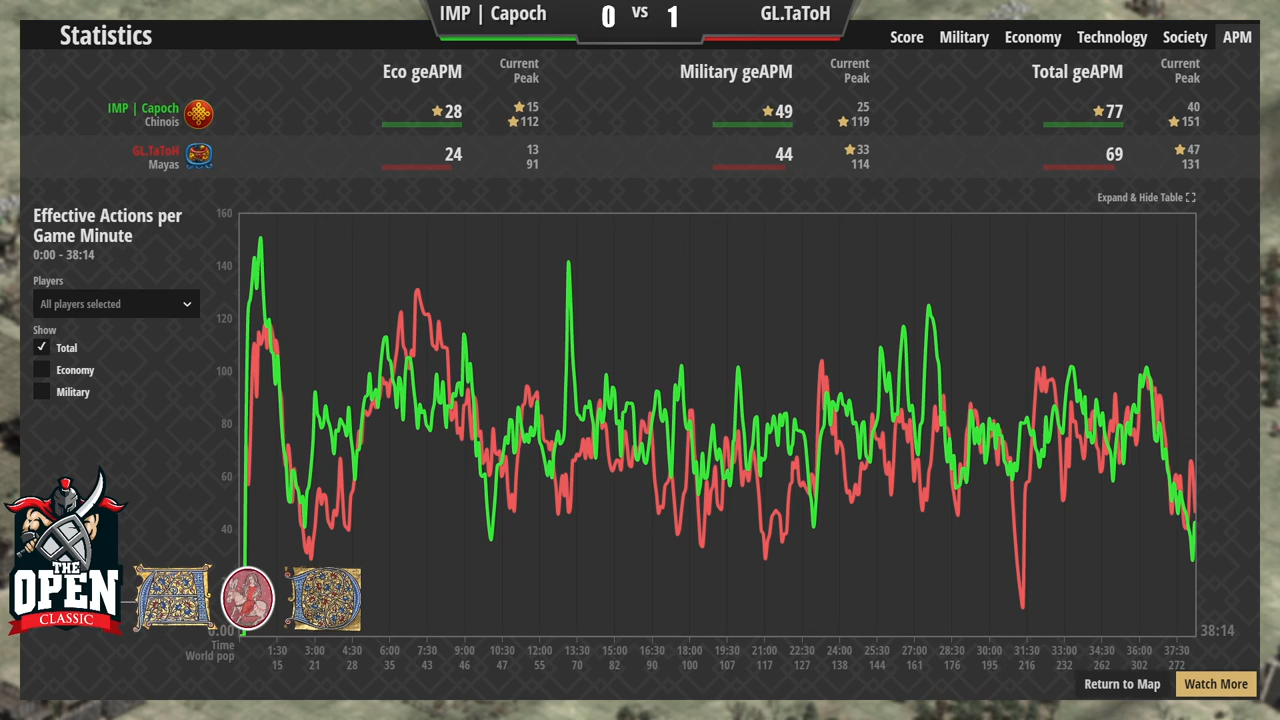 IMP | Capoch 0 VS 1 GL.TaToH
Statistics
Score Military Economy Technology Society APM
Eco geAPM Current Peak Military geAPM Current Peak Total geAPM Current Peak
IMP | Capoch
Chinois
28 15 112 49 25 119 77 40 151
GL.TaToH
Mayas
24 13 91 44 33 114 69 47 131
Expand & Hide Table
Effective Actions per
Game Minute
0:00 - 38:14
Players
All players selected
Show
✓ Total
Economy
Military
160
140
120
100
80
60
40
THE
OPEN
CLASSIC
0:00
38:14
Time 1:30 3:00 4:30 6:00 7:30 9:00 10:30 12:00 13:30 15:00 16:30 18:00 19:30 21:00 22:30 24:00 25:30 27:00 28:30 30:00 31:30 33:00 34:30 36:00 37:30
World pop 15 21 28 35 43 46 47 55 70 82 90 100 107 117 127 138 144 161 176 195 216 232 262 302 272
Return to Map Watch More